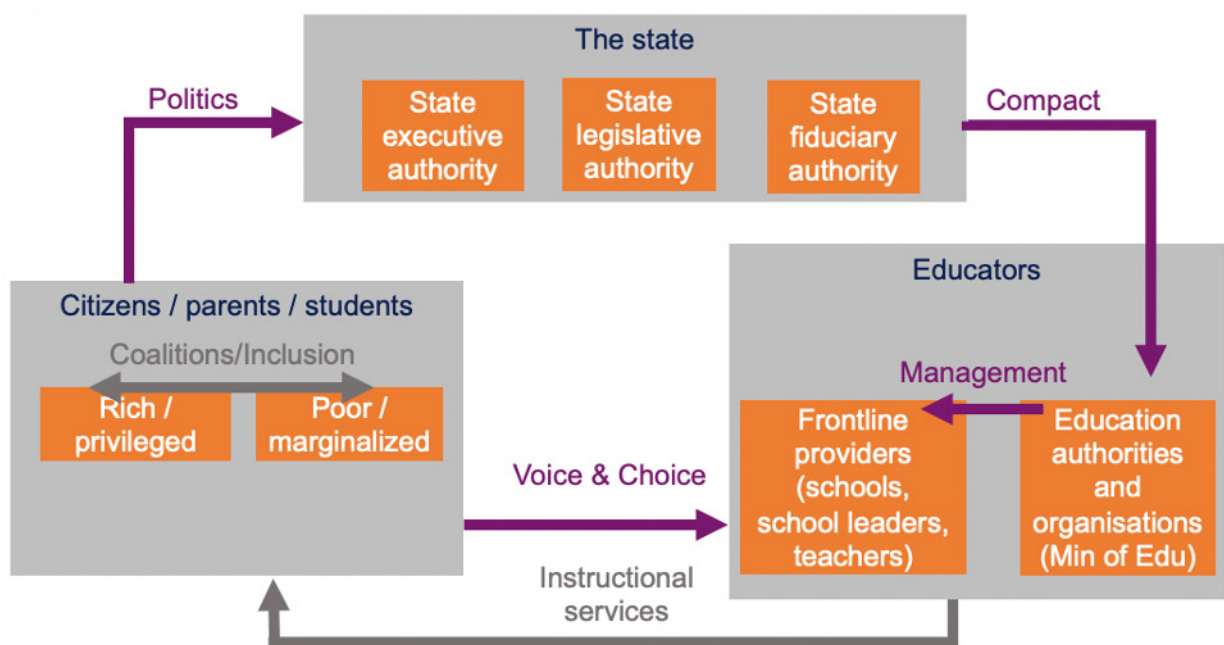 The state
Politics
State
executive
authority
State
legislative
authority
State
fiduciary
authority
Compact
Citizens / parents / students
Coalitions/Inclusion
Rich /
privileged
Poor /
marginalized
Educators
Management
Frontline
providers
(schools,
school leaders,
teachers)
Education
authorities
and
organisations
(Min of Edu)
Voice & Choice
Instructional
services